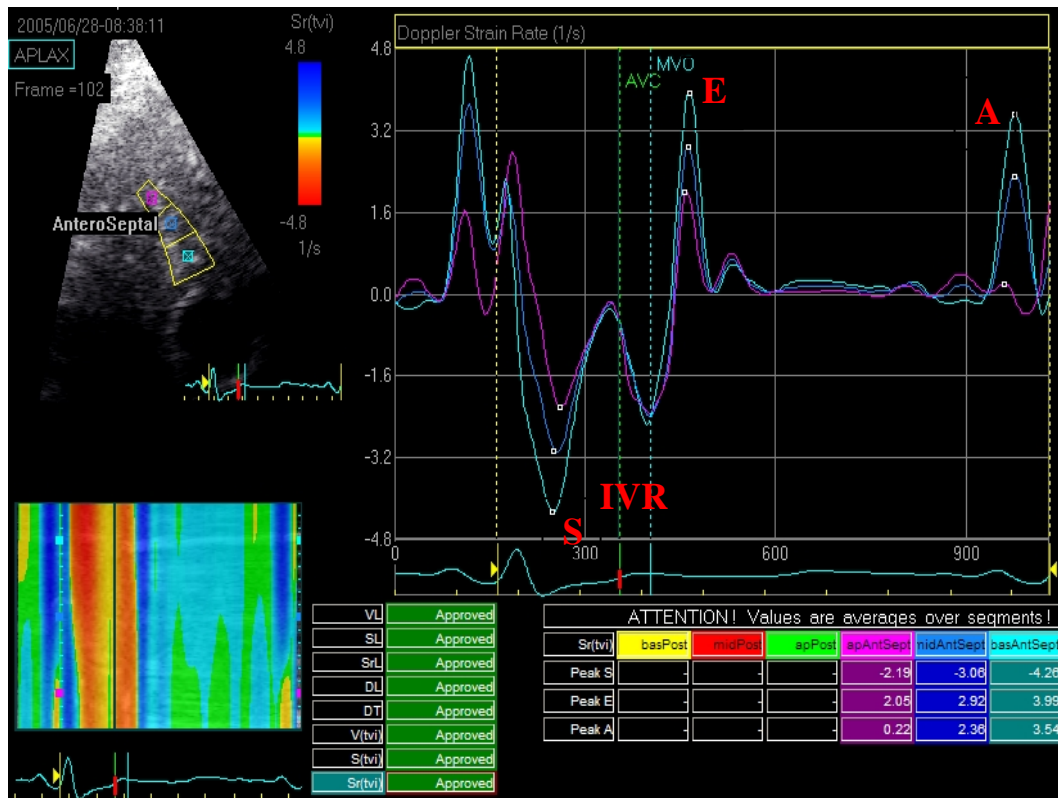 2005/06/28-08:38:11
APLAX
Frame =102
Sr(tvi)
4.8
-4.8
1/s
AnteroSeptal
Doppler Strain Rate (1/s)
4.8
3.2
1.6
0.0
-1.6
-3.2
-4.8
MVO
AVC
E
A
IVR
S
0 300 600 900
VL Approved
SL Approved
SrL Approved
DL Approved
DT Approved
V(tvi) Approved
S(tvi) Approved
Sr(tvi) Approved
ATTENTION! Values are averages over segments!
Sr(tvi) basPost midPost apPost apAntSept midAntSept basAntSept
Peak S - - - -2.19 -3.06 -4.26
Peak E - - - 2.05 2.92 3.99
Peak A - - - 0.22 2.36 3.54